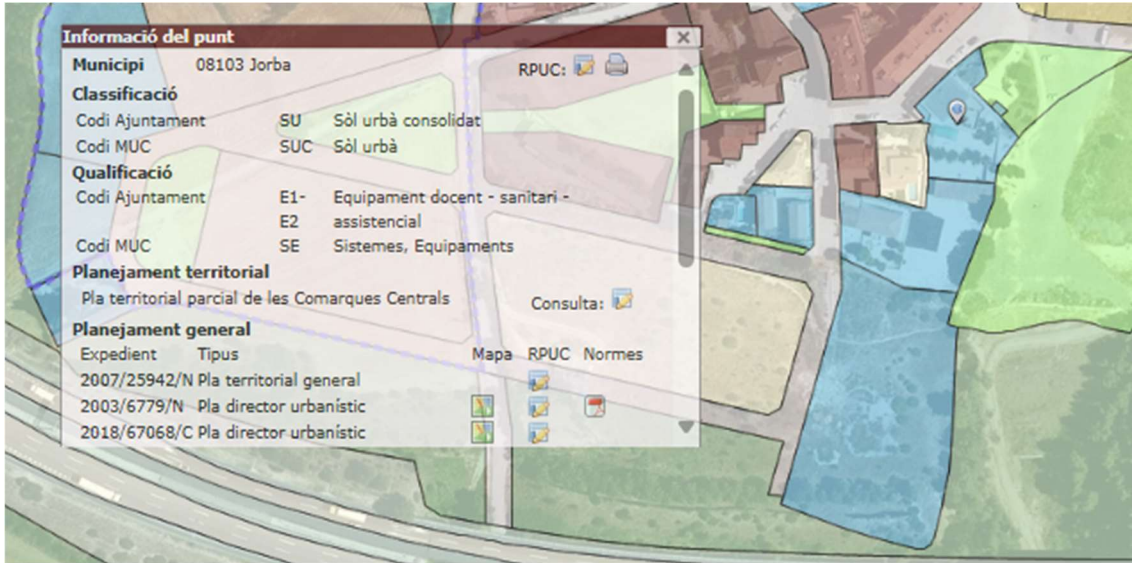 Informació del punt
Municipi 08103 Jorba RPUC:
Classificació
Codi Ajuntament SU Sòl urbà consolidat
Codi MUC SUC Sòl urbà
Qualificació
Codi Ajuntament E1- Equipament docent - sanitari -
E2 assistencial
Codi MUC SE Sistemes, Equipaments
Planejament territorial
Pla territorial parcial de les Comarques Centrals Consulta:
Planejament general
Expedient Tipus Mapa RPUC Normes
2007/25942/N Pla territorial general
2003/6779/N Pla director urbanístic
2018/67068/C Pla director urbanístic